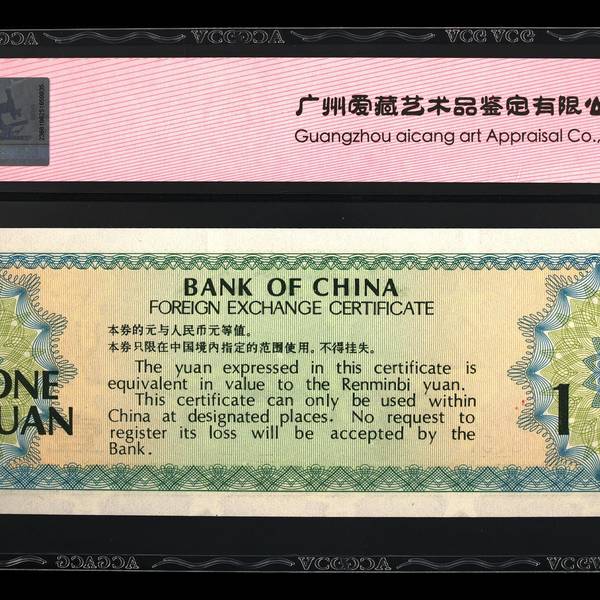 广州爱藏艺术品鉴定有限公
Guangzhou aicang art Appraisal Co.,
BANK OF CHINA
FOREIGN EXCHANGE CERTIFICATE
本券的元与人民币元等值。
本券只限在中国境内指定的范围使用。不得挂失。
The yuan expressed in this certificate is
equivalent in value to the Renminbi yuan.
This certificate can only be used within
China at designated places. No request to
register its loss will be accepted by the
Bank.
ONE
YUAN
1